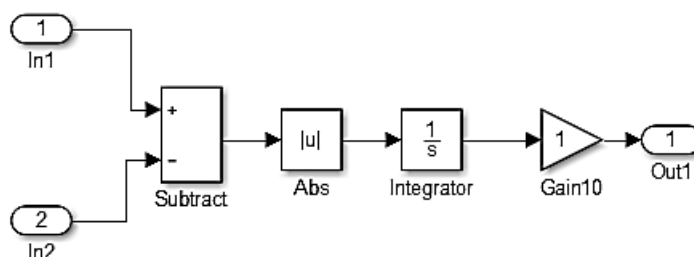 1
In1
2
In2
+
−
Subtract
|u|
Abs
1
s
Integrator
1
Gain10
1
Out1